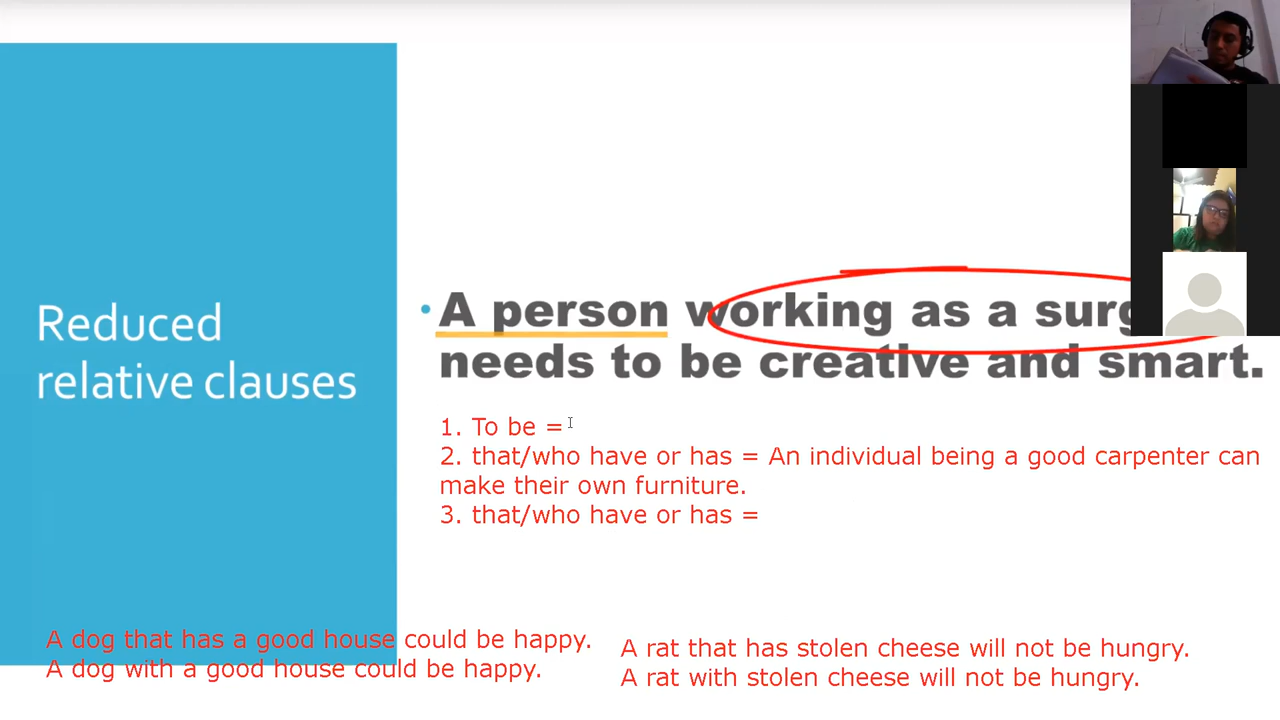 Reduced
relative clauses
• A person working as a
needs to be creative and smart.
1. To be =
2. that/who have or has = An individual being a good carpenter can
make their own furniture.
3. that/who have or has =
A dog that has a good house could be happy.
A dog with a good house could be happy.
A rat that has stolen cheese will not be hungry.
A rat with stolen cheese will not be hungry.